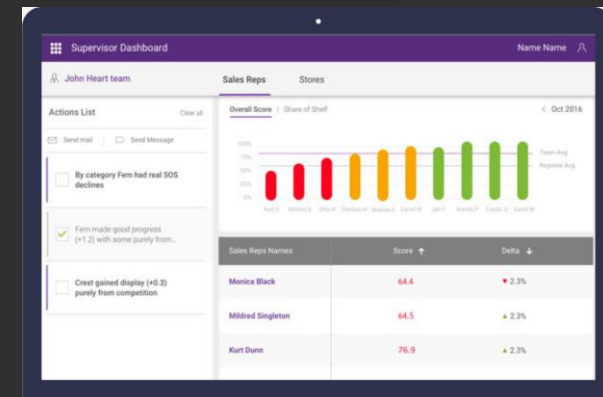 Supervisor Dashboard
Name Name
John Heart team
Sales Reps
Stores
Actions List
Clear all
Send mail
Send Message
By category Fem had real SOS
declines
Fern made good progress
(+1.2) with some purely from..
Crest gained display (+0.3)
purely from competition
Overall Score | Share of Shelf
< Oct 2016
100%
75%
50%
25%
0%
Team Avg
Regional Avg
Sales Reps Names
Score ↑
Delta ↓
Monica Black
64.4
▼ 2.3%
Mildred Singleton
64.5
▲ 2.3%
Kurt Dunn
76.9
▲ 2.3%